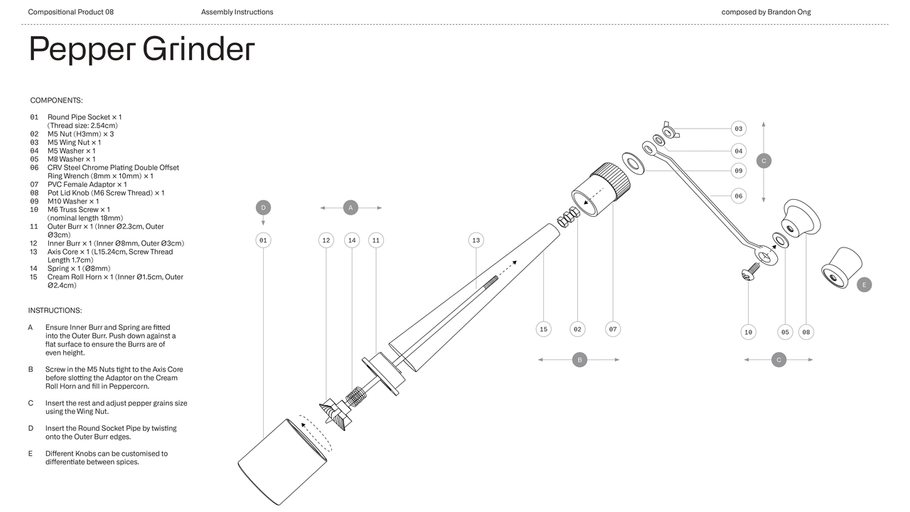 Compositional Product 08
Assembly Instructions
composed by Brandon Ong
Pepper Grinder
COMPONENTS:
01 Round Pipe Socket × 1
(Thread size: 2.54cm)
02 M5 Nut (H3mm) × 3
03 M5 Wing Nut × 1
04 M5 Washer × 1
05 M8 Washer × 1
06 CRV Steel Chrome Plating Double Offset
Ring Wrench (8mm × 10mm) × 1
07 PVC Female Adaptor × 1
08 Pot Lid Knob (M6 Screw Thread) × 1
09 M10 Washer × 1
10 M6 Truss Screw × 1
(nominal length 18mm)
11 Outer Burr × 1 (Inner Ø2.3cm, Outer
Ø3cm)
12 Inner Burr × 1 (Inner Ø8mm, Outer Ø3cm)
13 Axis Core × 1 (L15.24cm, Screw Thread
Length 1.7cm)
14 Spring × 1 (Ø8mm)
15 Cream Roll Horn × 1 (Inner Ø1.5cm, Outer
Ø2.4cm)
INSTRUCTIONS:
A Ensure Inner Burr and Spring are fitted
into the Outer Burr. Push down against a
flat surface to ensure the Burrs are of
even height.
B Screw in the M5 Nuts tight to the Axis Core
before slotting the Adaptor on the Cream
Roll Horn and fill in Peppercorn.
C Insert the rest and adjust pepper grains size
using the Wing Nut.
D Insert the Round Socket Pipe by twisting
onto the Outer Burr edges.
E Different Knobs can be customised to
differentiate between spices.
03
04
C
09
06
D
A
01
12
14
11
13
E
15
02
07
10
05
08
B
C